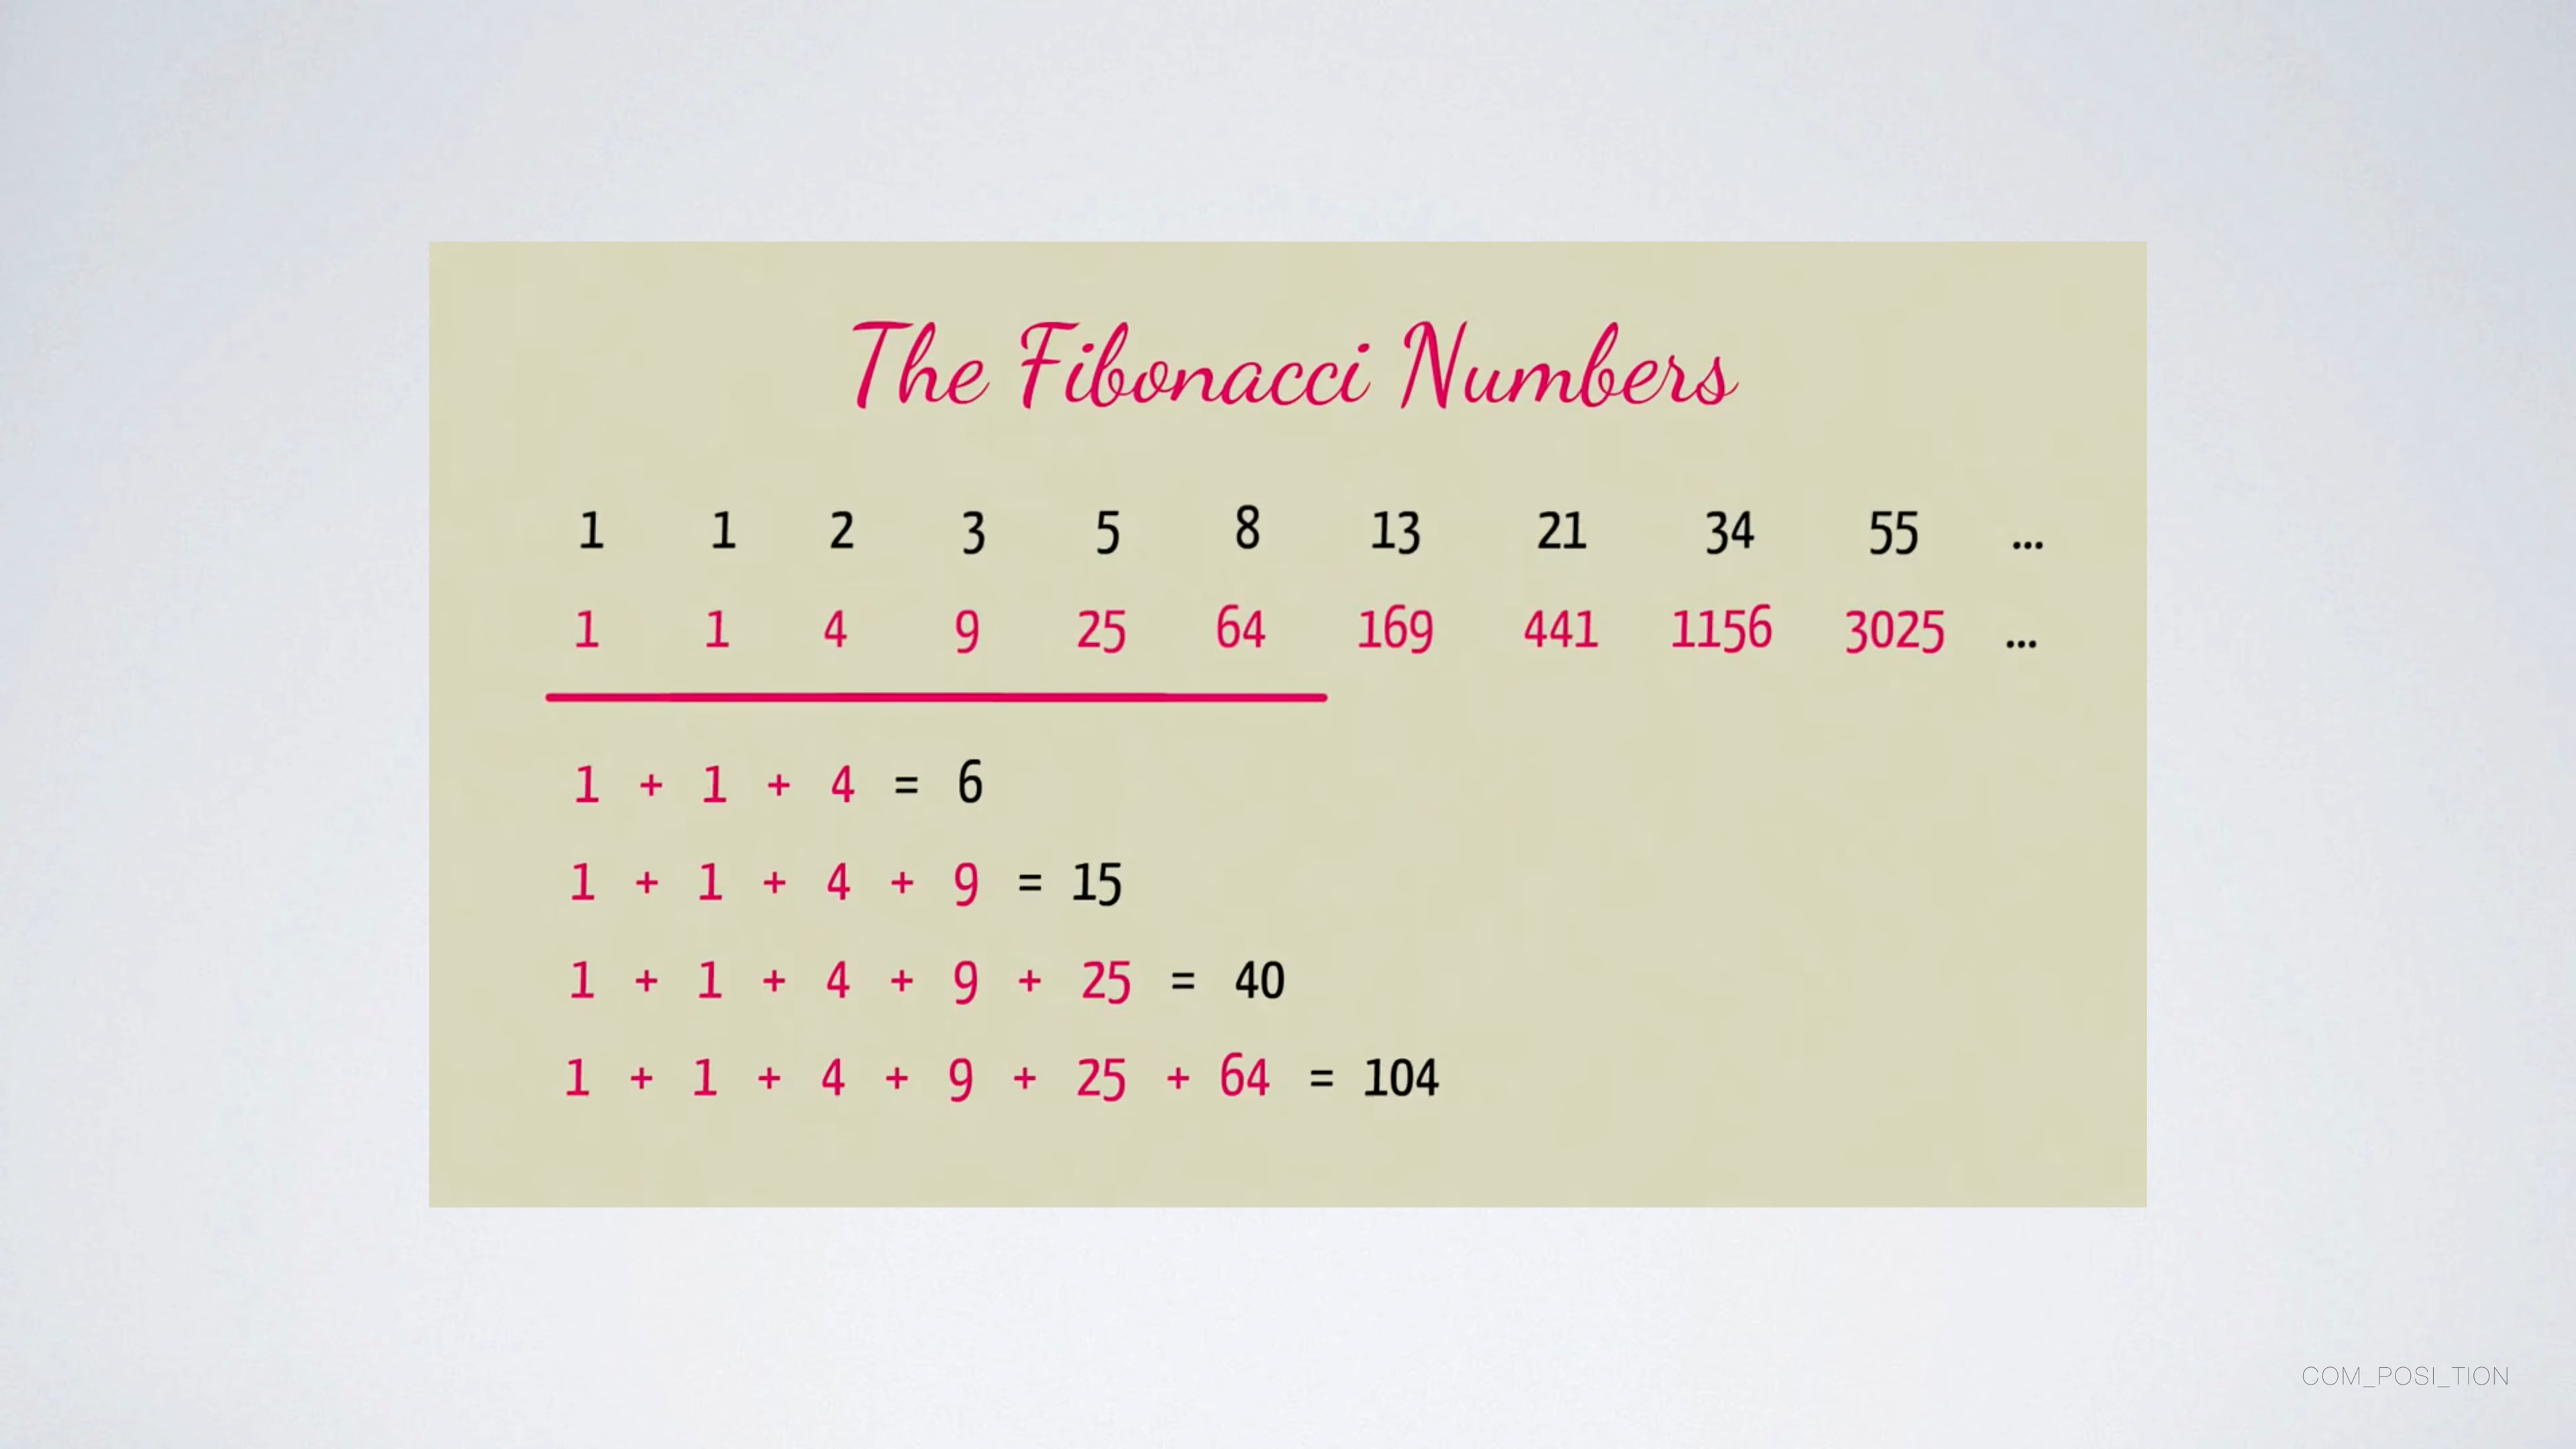 The Fibonacci Numbers
1 1 2 3 5 8 13 21 34 55 ...
1 1 4 9 25 64 169 441 1156 3025 ...
1 + 1 + 4 = 6
1 + 1 + 4 + 9 = 15
1 + 1 + 4 + 9 + 25 = 40
1 + 1 + 4 + 9 + 25 + 64 = 104
COM_POSI_TION